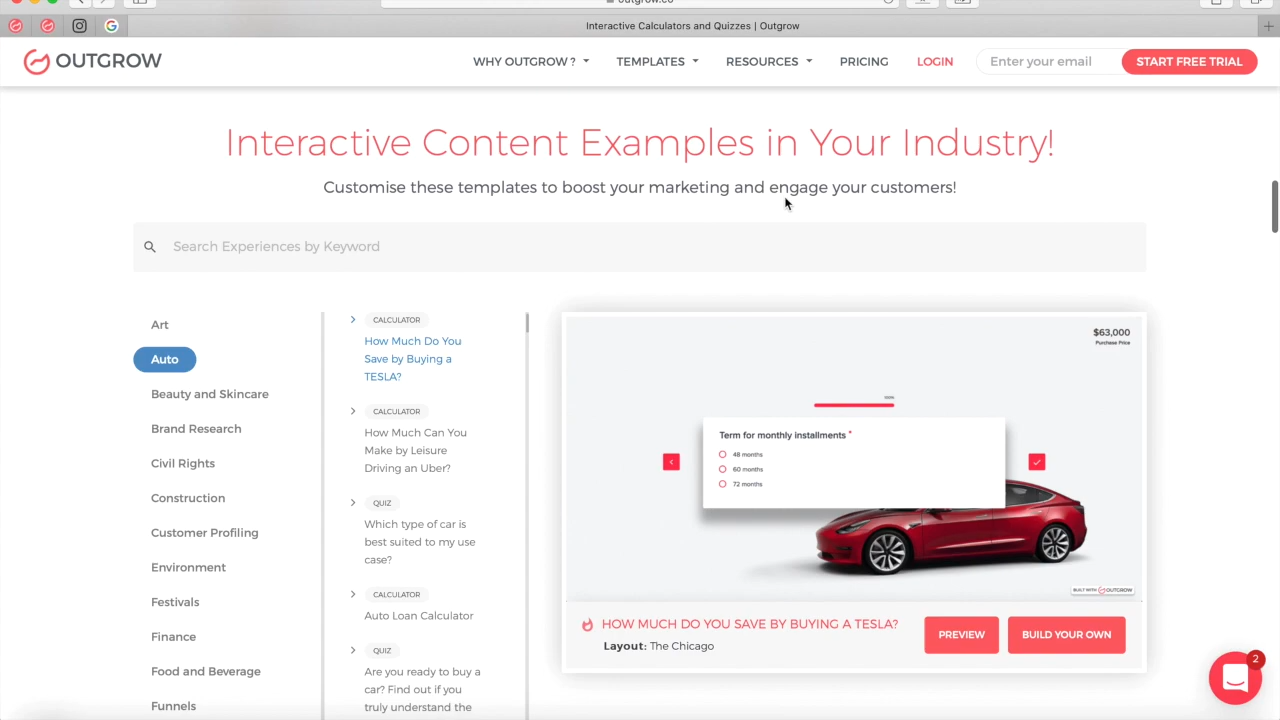 outgrow.co
Interactive Calculators and Quizzes | Outgrow
OUTGROW
WHY OUTGROW ?
TEMPLATES
RESOURCES
PRICING
LOGIN
Enter your email
START FREE TRIAL
Interactive Content Examples in Your Industry!
Customise these templates to boost your marketing and engage your customers!
Search Experiences by Keyword
Art
Auto
Beauty and Skincare
Brand Research
Civil Rights
Construction
Customer Profiling
Environment
Festivals
Finance
Food and Beverage
Funnels
CALCULATOR
How Much Do You
Save by Buying a
TESLA?
CALCULATOR
How Much Can You
Make by Leisure
Driving an Uber?
QUIZ
Which type of car is
best suited to my use
case?
CALCULATOR
Auto Loan Calculator
QUIZ
Are you ready to buy a
car? Find out if you
truly understand the
$63,000
Purchase Price
Term for monthly installments *
48 months
60 months
72 months
BUILT WITH OUTGROW
HOW MUCH DO YOU SAVE BY BUYING A TESLA?
Layout: The Chicago
PREVIEW
BUILD YOUR OWN
2